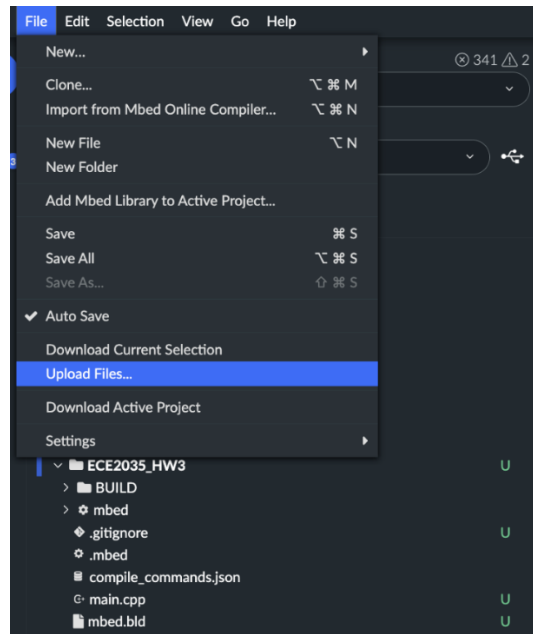 File Edit Selection View Go Help
New...
341 2
Clone... ⌥ ⌘ M
Import from Mbed Online Compiler... ⌥ ⌘ N
New File ⌥ N
New Folder
3
Add Mbed Library to Active Project...
Save ⌘ S
Save All ⌥ ⌘ S
Save As... ⇧ ⌘ S
✔ Auto Save
Download Current Selection
Upload Files...
Download Active Project
Settings
ECE2035_HW3 U
BUILD
mbed
.gitignore U
.mbed
compile_commands.json
main.cpp U
mbed.bld U